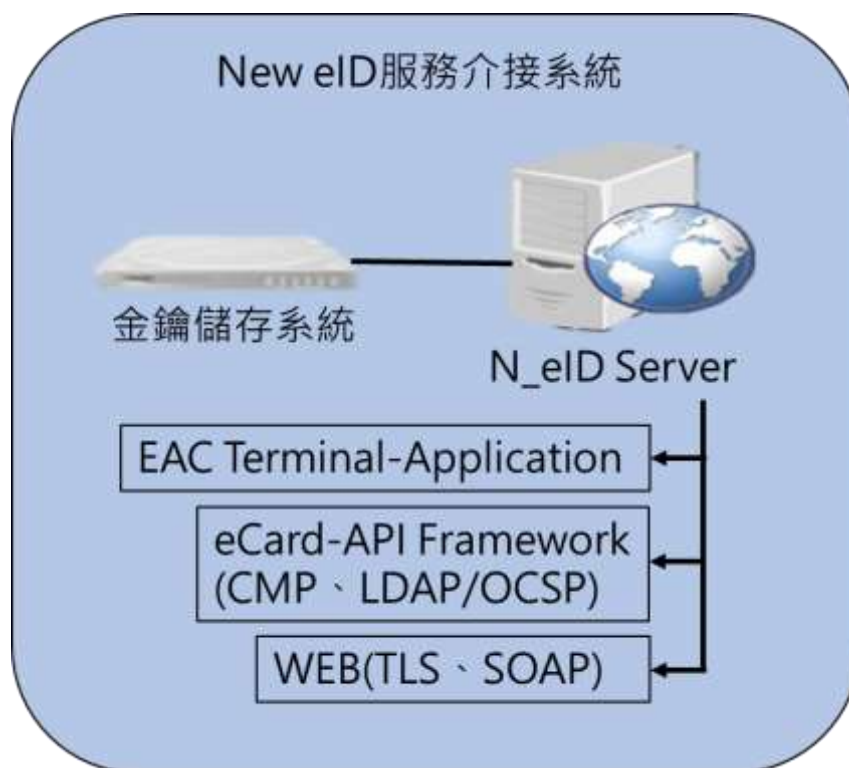 New eID服務介接系統
金鑰儲存系統
N_eID Server
EAC Terminal-Application
eCard-API Framework
(CMP、LDAP/OCSP)
WEB(TLS、SOAP)